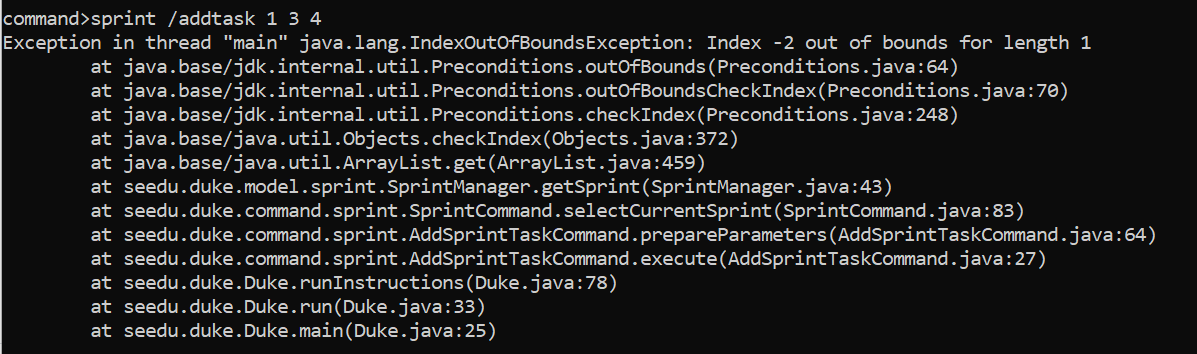 command>sprint /addtask 1 3 4
Exception in thread "main" java.lang.IndexOutOfBoundsException: Index -2 out of bounds for length 1
        at java.base/jdk.internal.util.Preconditions.outOfBounds(Preconditions.java:64)
        at java.base/jdk.internal.util.Preconditions.outOfBoundsCheckIndex(Preconditions.java:70)
        at java.base/jdk.internal.util.Preconditions.checkIndex(Preconditions.java:248)
        at java.base/java.util.Objects.checkIndex(Objects.java:372)
        at java.base/java.util.ArrayList.get(ArrayList.java:459)
        at seedu.duke.model.sprint.SprintManager.getSprint(SprintManager.java:43)
        at seedu.duke.command.sprint.SprintCommand.selectCurrentSprint(SprintCommand.java:83)
        at seedu.duke.command.sprint.AddSprintTaskCommand.prepareParameters(AddSprintTaskCommand.java:64)
        at seedu.duke.command.sprint.AddSprintTaskCommand.execute(AddSprintTaskCommand.java:27)
        at seedu.duke.Duke.runInstructions(Duke.java:78)
        at seedu.duke.Duke.run(Duke.java:33)
        at seedu.duke.Duke.main(Duke.java:25)